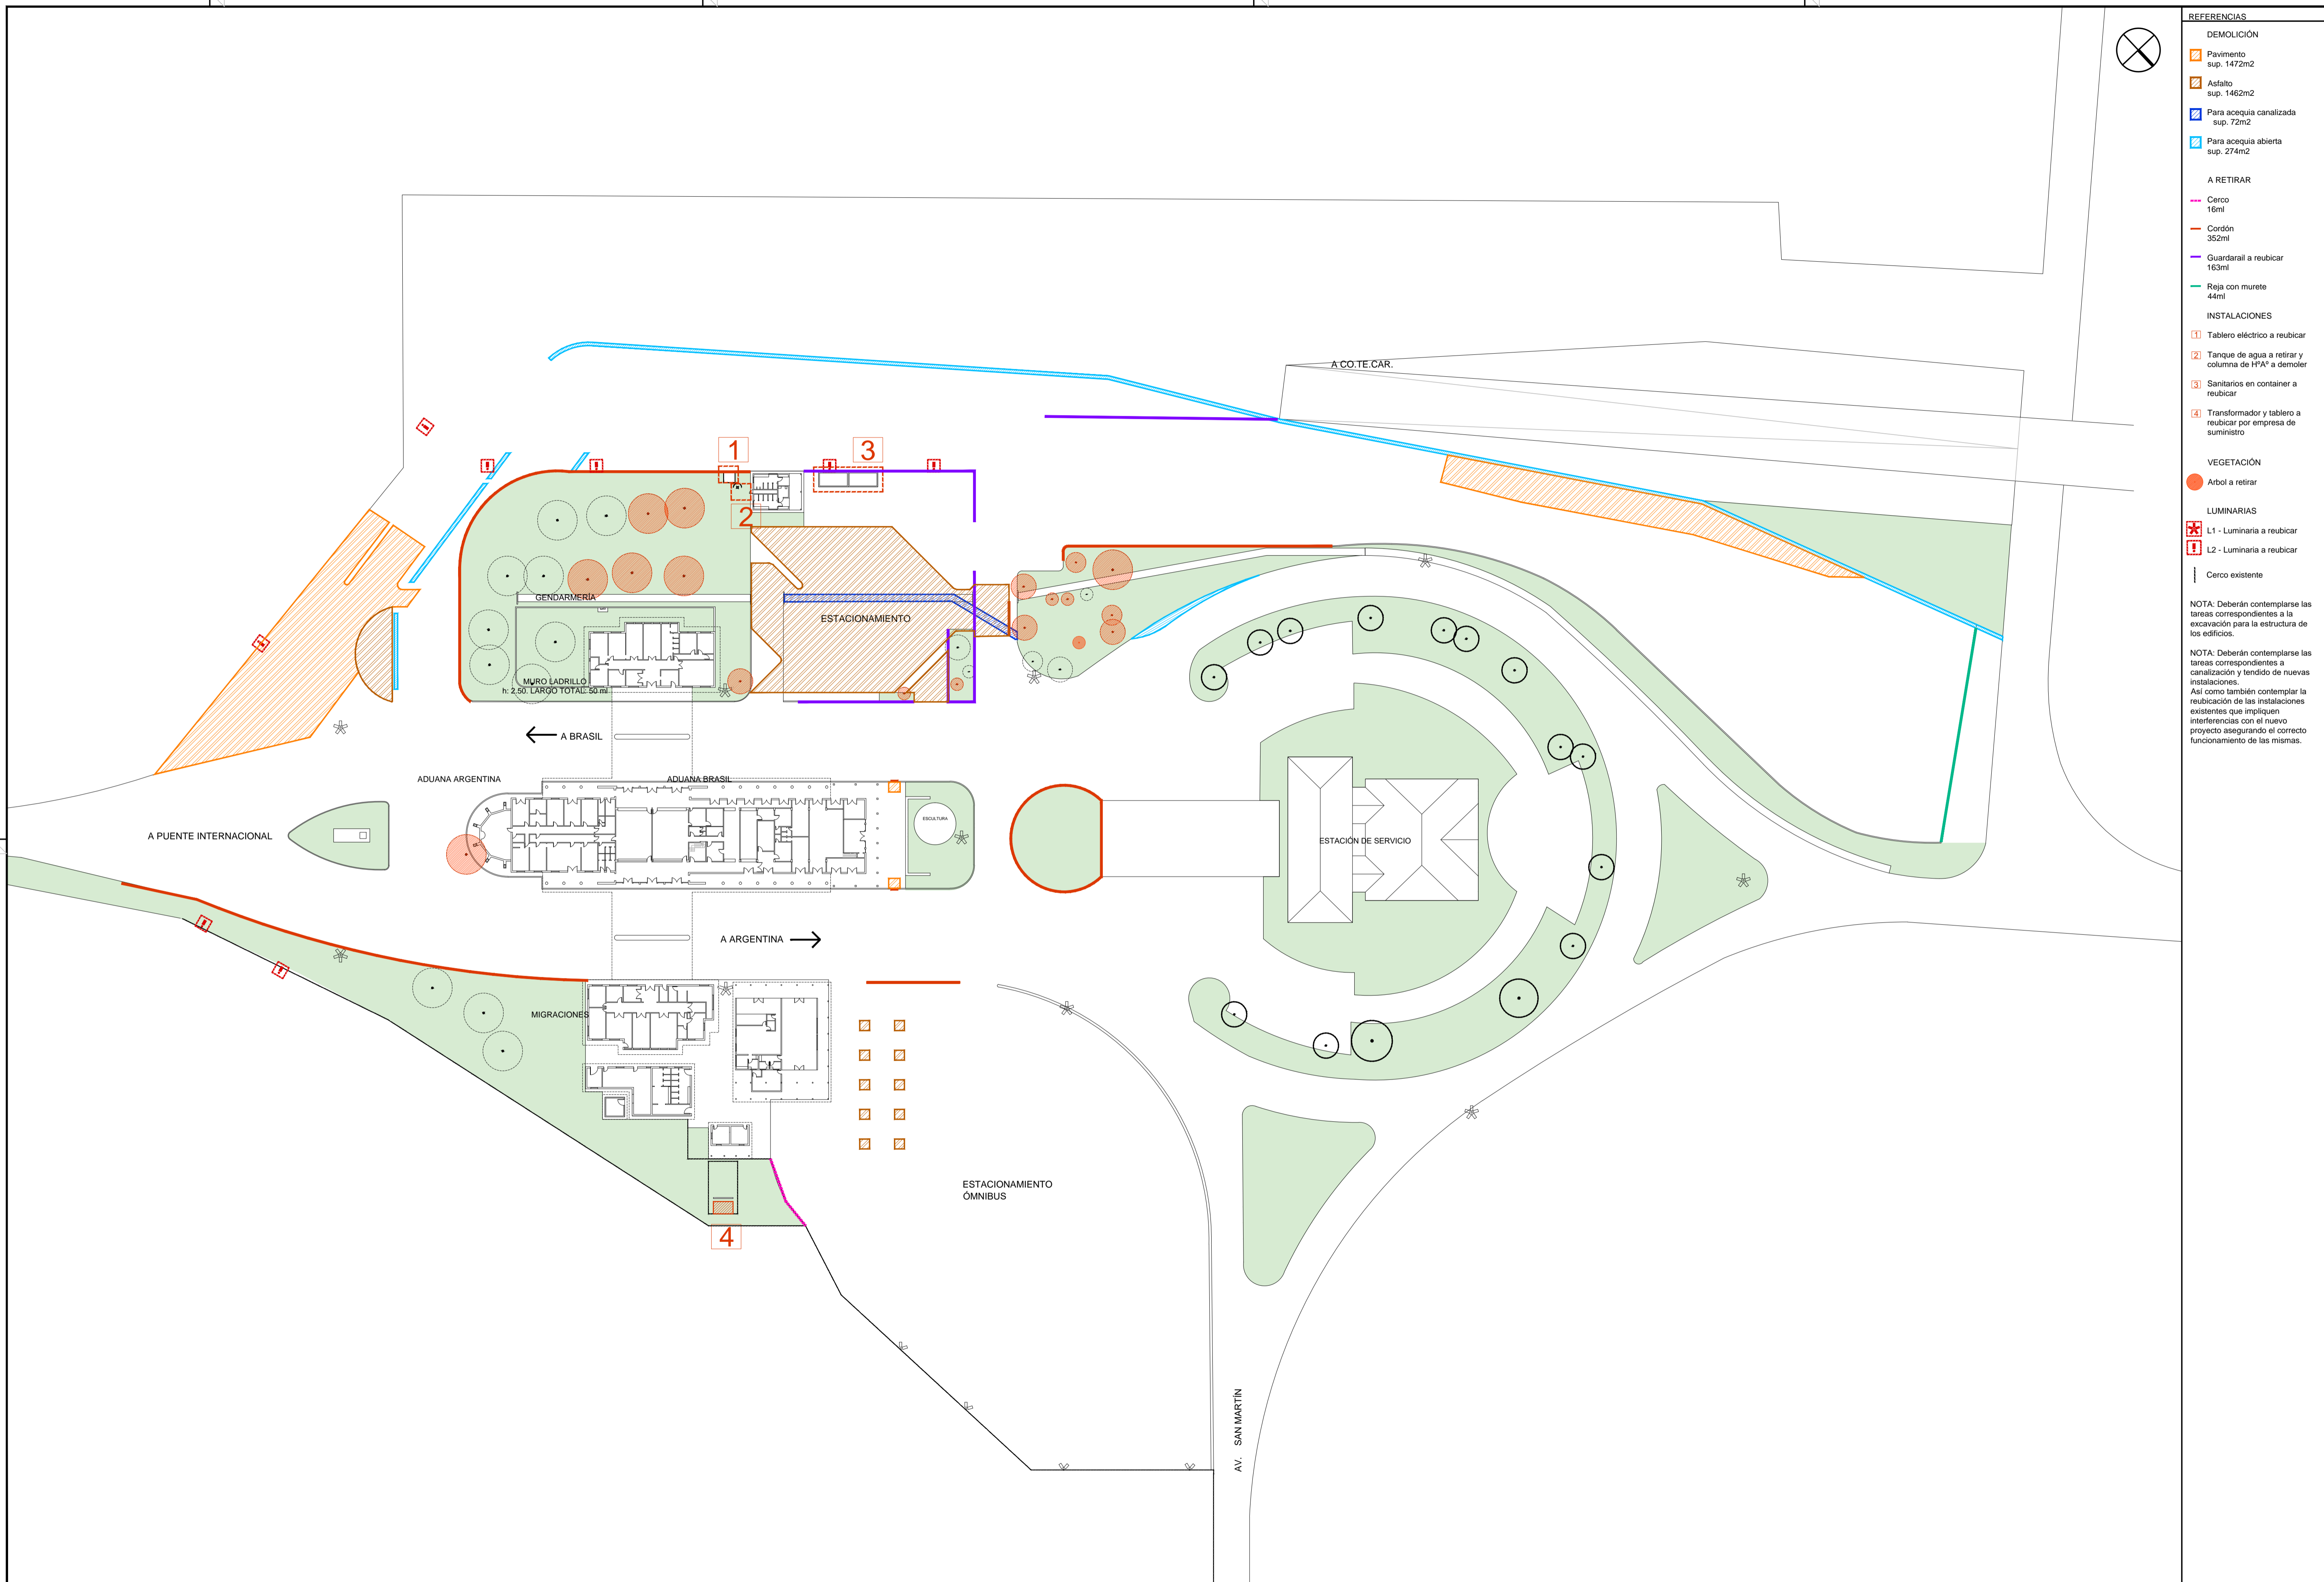 A CO.TE.CAR.
1
3
2
GENDARMERÍA
ESTACIONAMIENTO
MURO LADRILLO
h: 2.50. LARGO TOTAL: 50 ml
A BRASIL
ADUANA ARGENTINA
ADUANA BRASIL
ESCULTURA
A PUENTE INTERNACIONAL
ESTACIÓN DE SERVICIO
A ARGENTINA
MIGRACIONES
ESTACIONAMIENTO
ÓMNIBUS
4
AV. SAN MARTÍN
REFERENCIAS
DEMOLICIÓN
Pavimento
sup. 1472m2
Asfalto
sup. 1462m2
Para acequia canalizada
sup. 72m2
Para acequia abierta
sup. 274m2
A RETIRAR
Cerco
16ml
Cordón
352ml
Guardarail a reubicar
163ml
Reja con murete
44ml
INSTALACIONES
1 Tablero eléctrico a reubicar
2 Tanque de agua a retirar y
columna de HºAº a demoler
3 Sanitarios en container a
reubicar
4 Transformador y tablero a
reubicar por empresa de
suministro
VEGETACIÓN
Arbol a retirar
LUMINARIAS
L1 - Luminaria a reubicar
L2 - Luminaria a reubicar
Cerco existente
NOTA: Deberán contemplarse las
tareas correspondientes a la
excavación para la estructura de
los edificios.
NOTA: Deberán contemplarse las
tareas correspondientes a
canalización y tendido de nuevas
instalaciones.
Así como también contemplar la
reubicación de las instalaciones
existentes que impliquen
interferencias con el nuevo
proyecto asegurando el correcto
funcionamiento de las mismas.